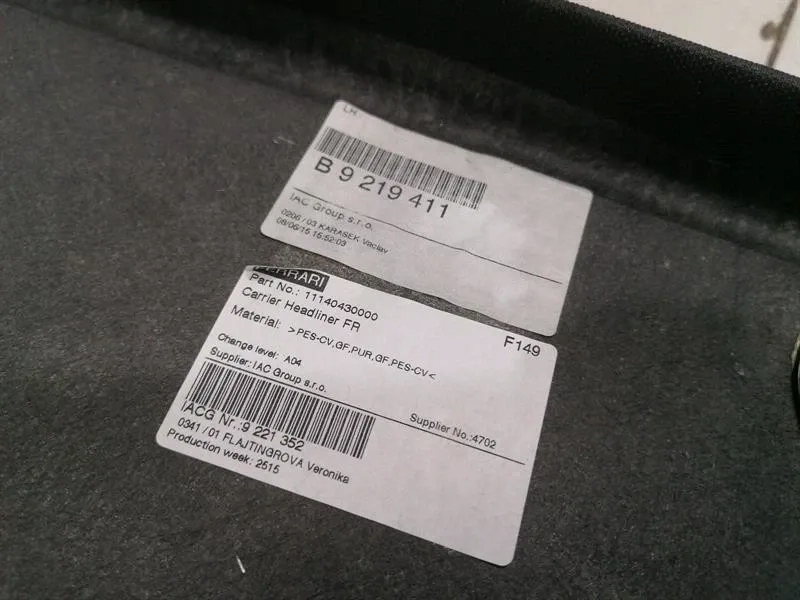 LH
B 9 219 411
IAC Group s.r.o.
0206 / 03 KARASEK Vaclav
08/06/15 15:52:03
FERRARI
Part No.: 11140430000
Carrier Headliner FR
F149
Material: >PES-CV,GF,PUR,GF,PES-CV<
Change level: A04
Supplier: IAC Group s.r.o.
Supplier No.:4702
IACG Nr.:9 221 352
0341 / 01 FLAJTINGROVA Veronika
Production week: 2515